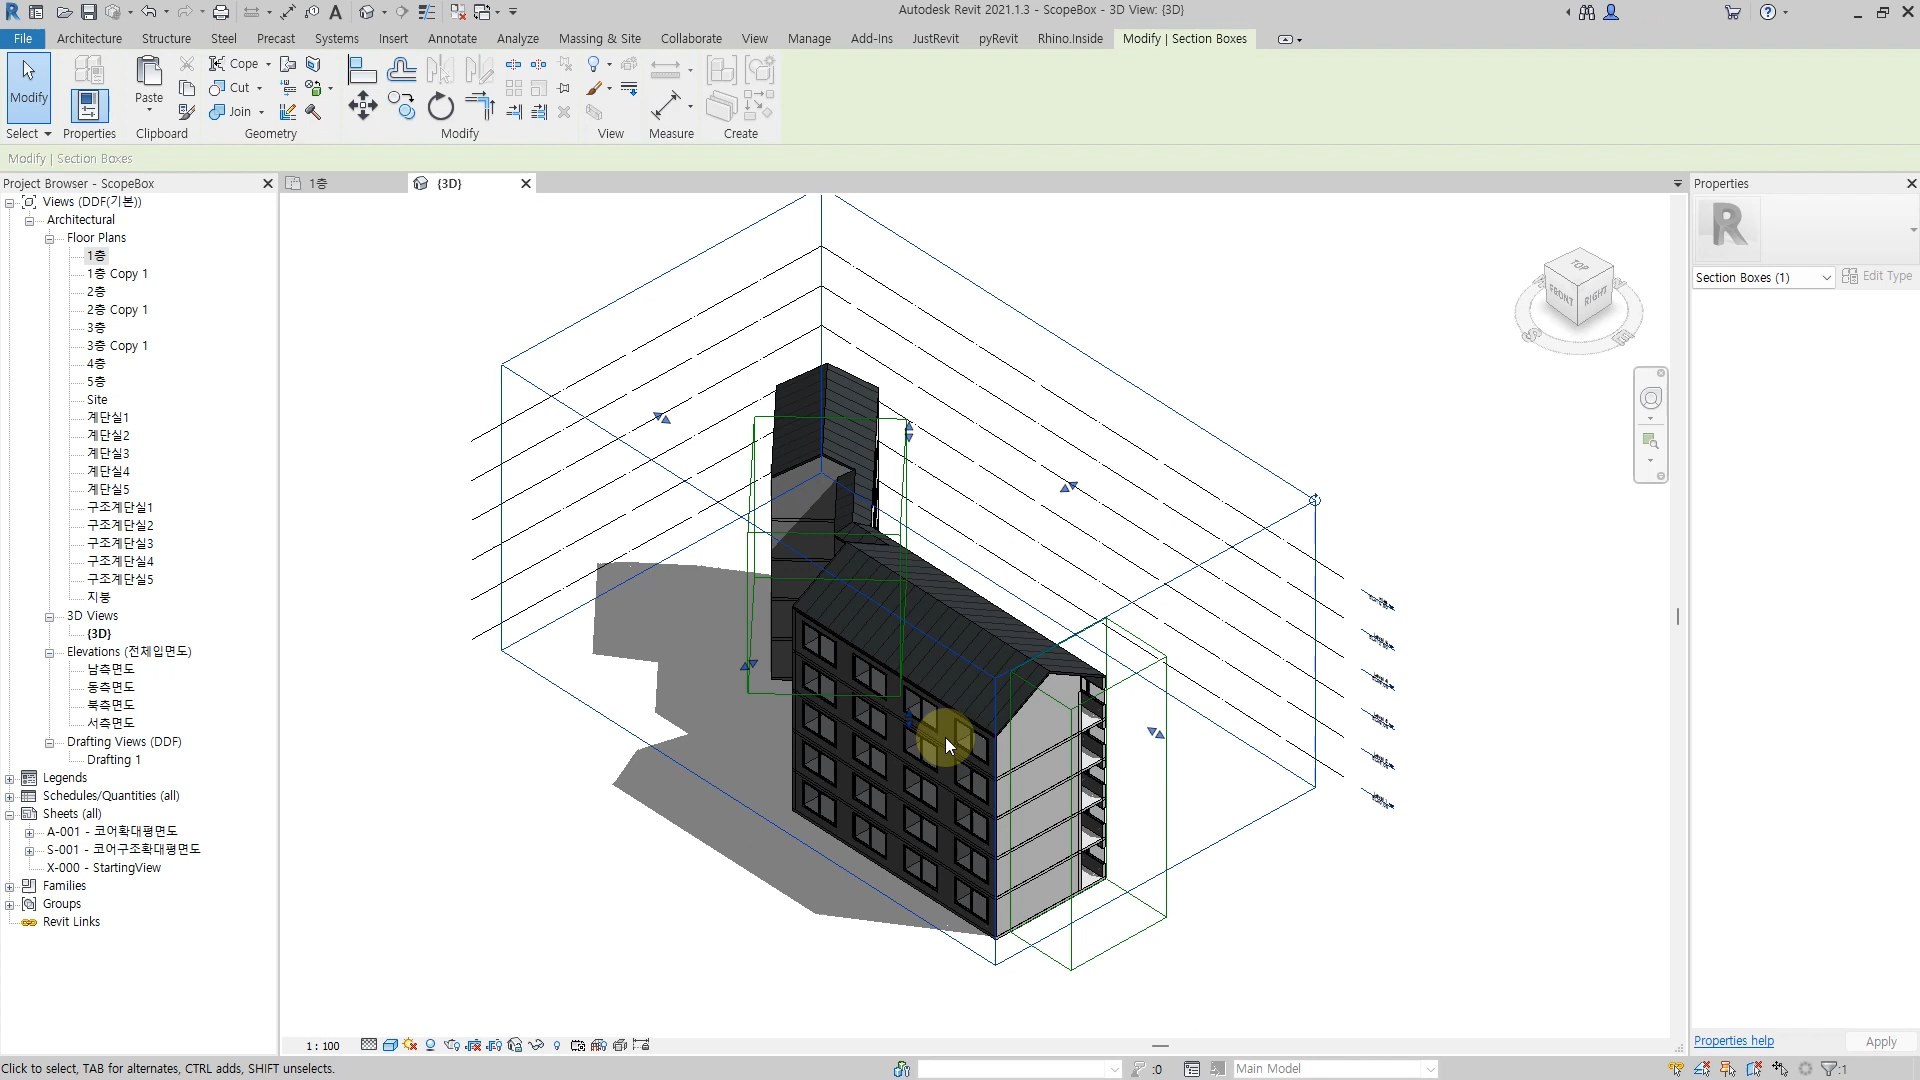 Autodesk Revit 2021.1.3 - ScopeBox - 3D View: {3D}
File Architecture Structure Steel Precast Systems Insert Annotate Analyze Massing & Site Collaborate View Manage Add-Ins JustRevit pyRevit Rhino.Inside Modify | Section Boxes
Modify
Paste
Cope
Cut
Join
Select Properties Clipboard Geometry Modify View Measure Create
Modify | Section Boxes
Project Browser - ScopeBox
1층
{3D}
Properties
Views (DDF(기본))
Architectural
Floor Plans
1층
1층 Copy 1
2층
2층 Copy 1
3층
3층 Copy 1
4층
5층
Site
계단실1
계단실2
계단실3
계단실4
계단실5
구조계단실1
구조계단실2
구조계단실3
구조계단실4
구조계단실5
지붕
3D Views
{3D}
Elevations (전체입면도)
남측면도
동측면도
북측면도
서측면도
Drafting Views (DDF)
Drafting 1
Legends
Schedules/Quantities (all)
Sheets (all)
A-001 - 코어확대평면도
S-001 - 코어구조확대평면도
X-000 - StartingView
Families
Groups
Revit Links
TOP
FRONT
RIGHT
Section Boxes (1)
Edit Type
1 : 100
Properties help
Apply
Click to select, TAB for alternates, CTRL adds, SHIFT unselects.
:0
Main Model
:1